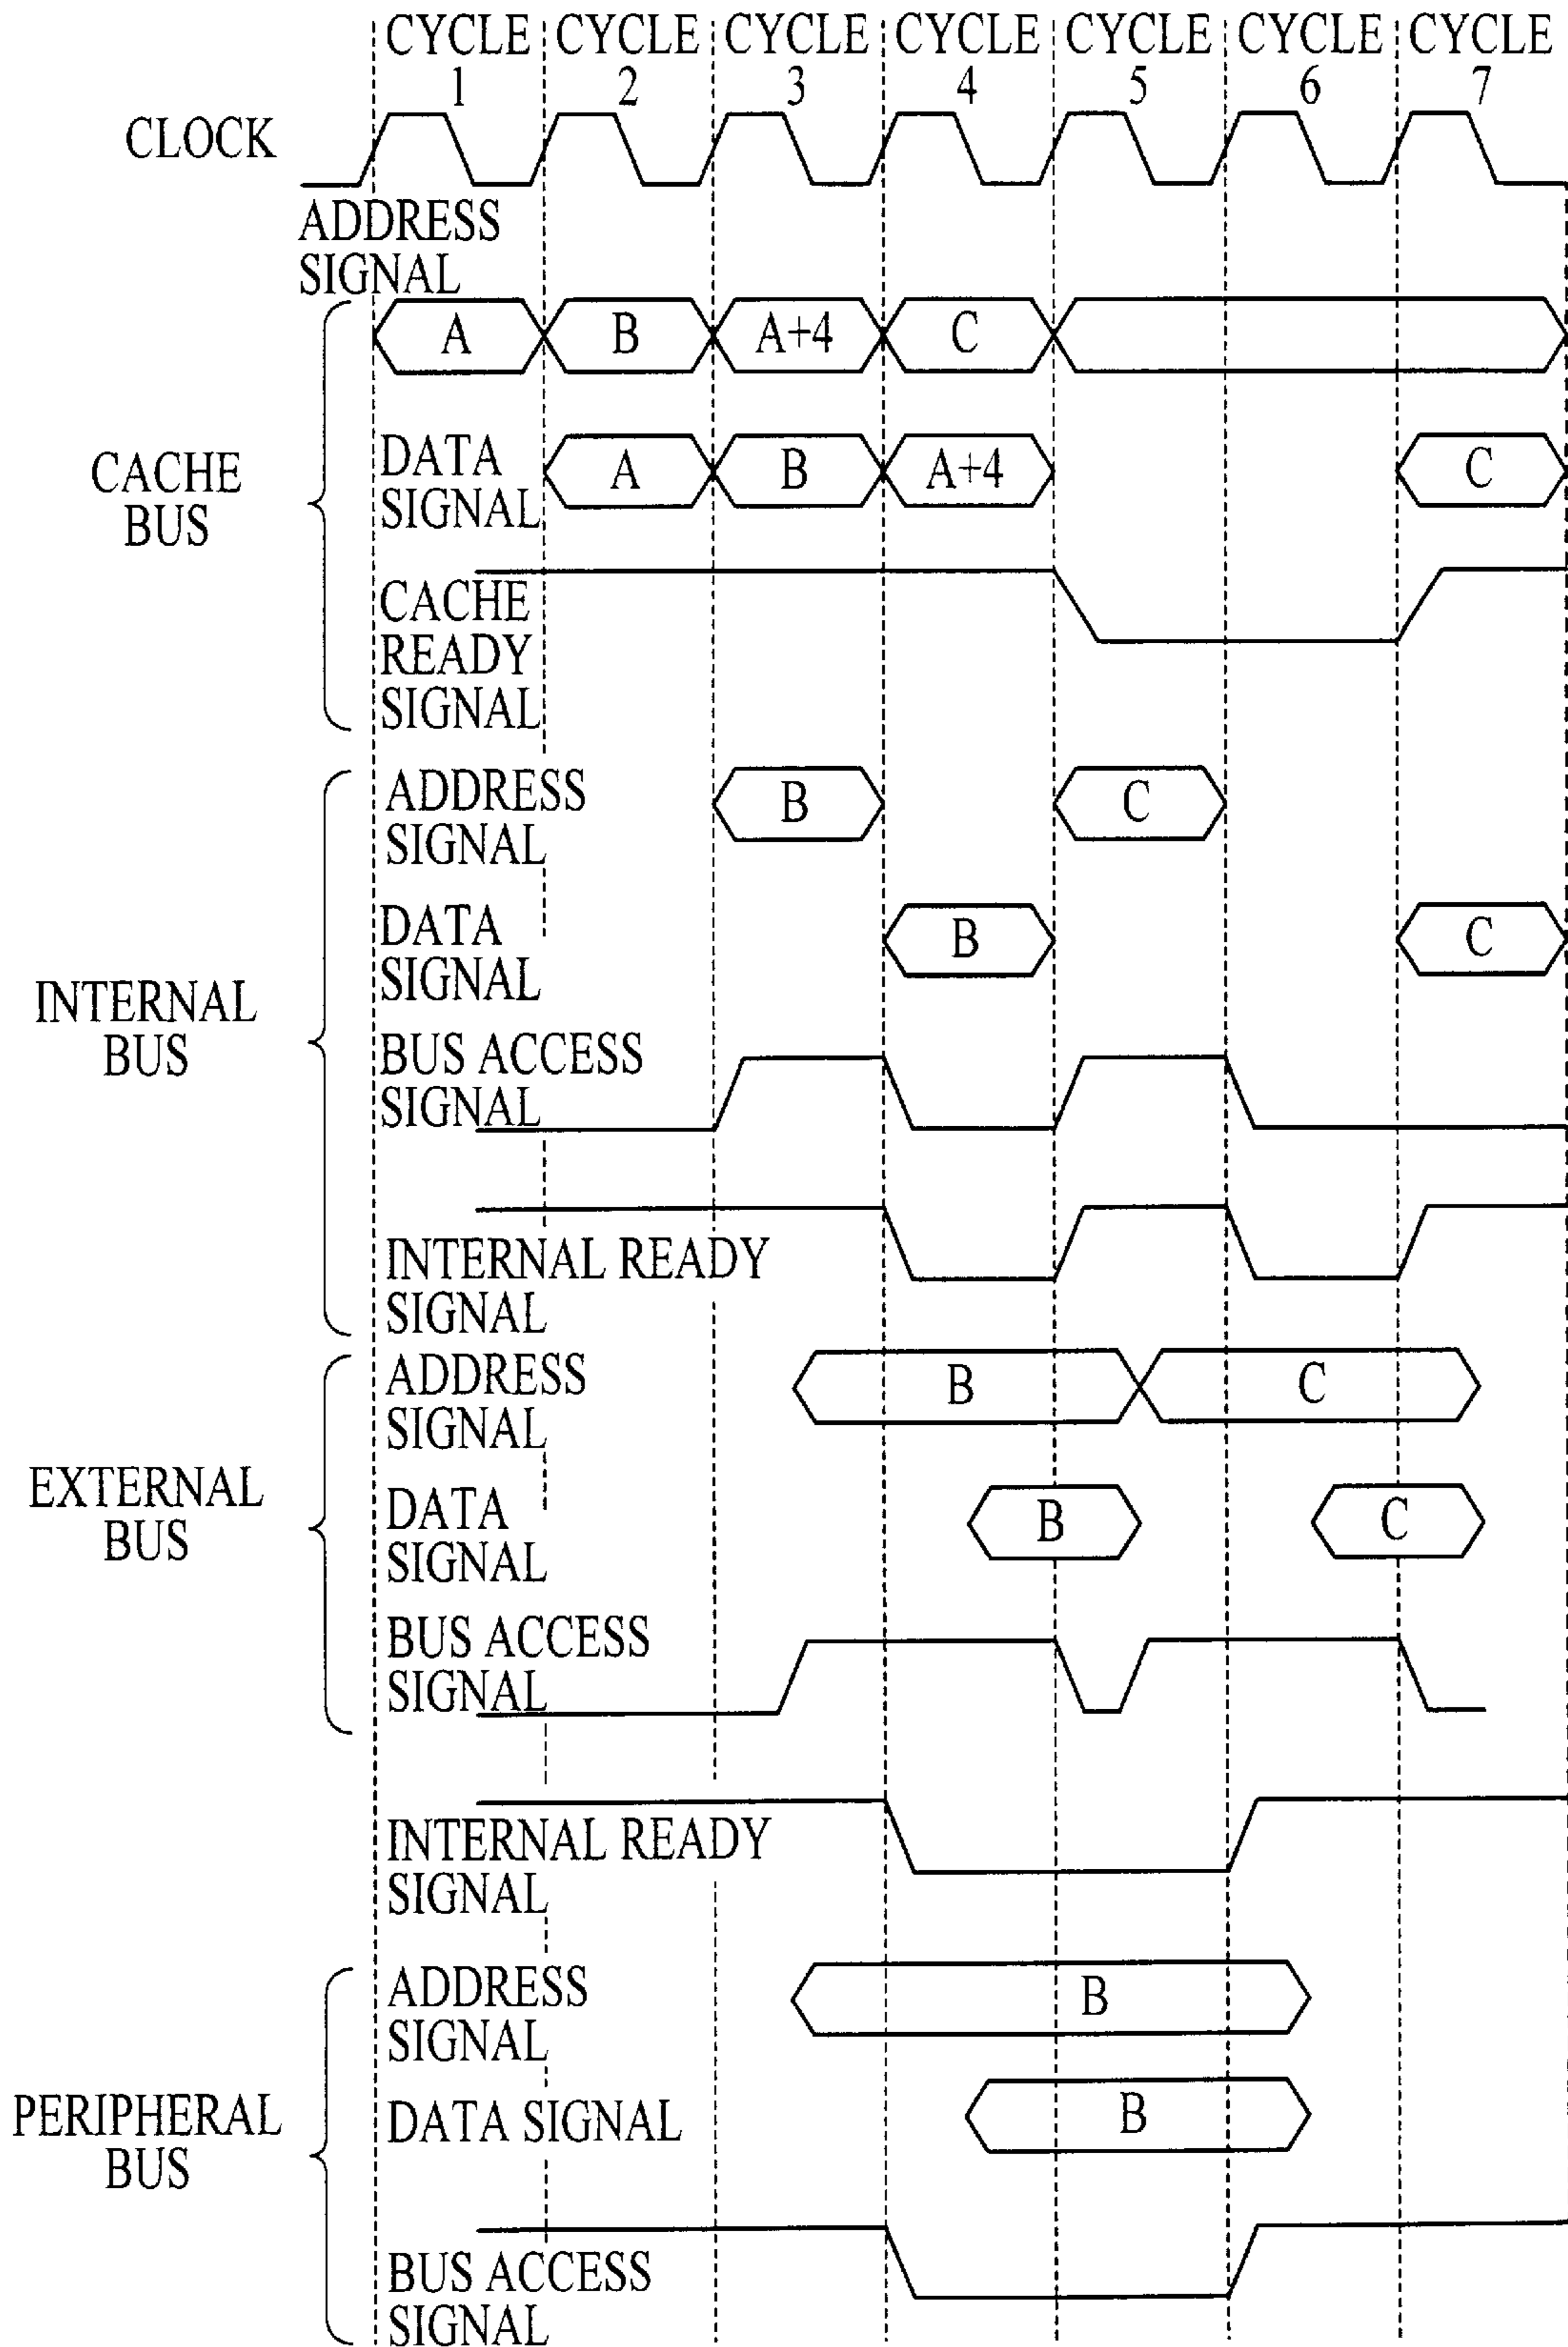 CYCLE CYCLE CYCLE CYCLE CYCLE CYCLE CYCLE
1 2 3 4 5 6 7
CLOCK
ADDRESS
SIGNAL
A B A+4 C
CACHE
BUS
DATA
SIGNAL
A B A+4 C
CACHE
READY
SIGNAL
INTERNAL
BUS
ADDRESS
SIGNAL
B C
DATA
SIGNAL
B C
BUS ACCESS
SIGNAL
INTERNAL READY
SIGNAL
EXTERNAL
BUS
ADDRESS
SIGNAL
B C
DATA
SIGNAL
B C
BUS ACCESS
SIGNAL
INTERNAL READY
SIGNAL
PERIPHERAL
BUS
ADDRESS
SIGNAL
B
DATA SIGNAL
B
BUS ACCESS
SIGNAL